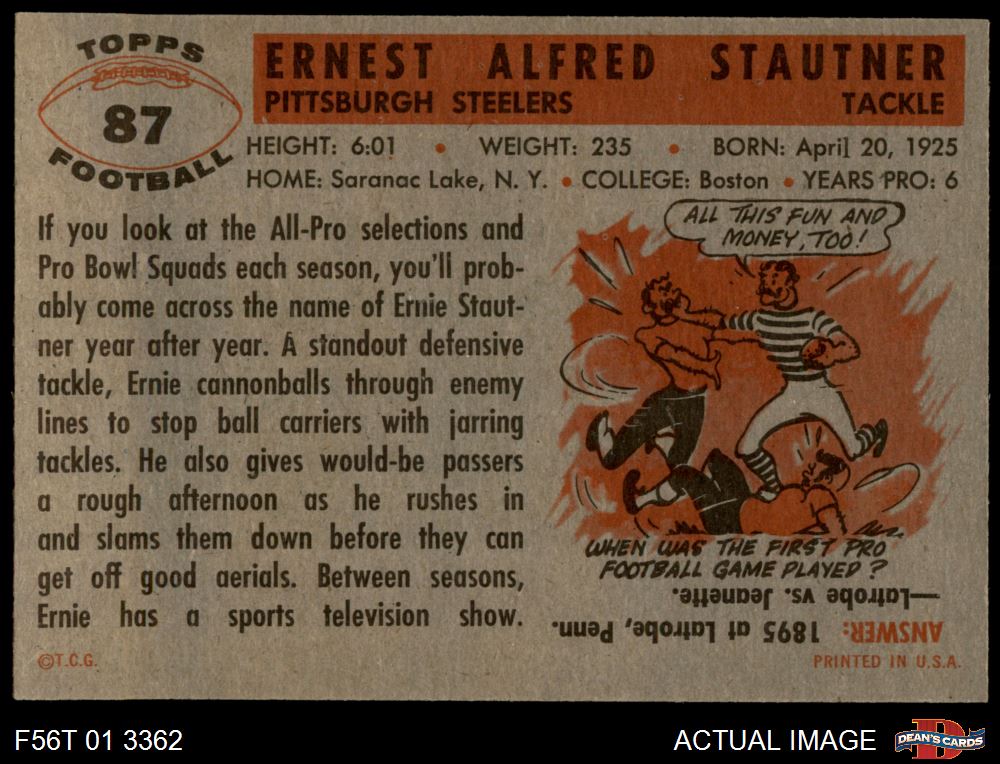 TOPPS
87
FOOTBALL
ERNEST ALFRED STAUTNER
PITTSBURGH STEELERS TACKLE
HEIGHT: 6:01 • WEIGHT: 235 • BORN: April 20, 1925
HOME: Saranac Lake, N. Y. • COLLEGE: Boston • YEARS PRO: 6
If you look at the All-Pro selections and
Pro Bowl Squads each season, you'll prob-
ably come across the name of Ernie Staut-
ner year after year. A standout defensive
tackle, Ernie cannonballs through enemy
lines to stop ball carriers with jarring
tackles. He also gives would-be passers
a rough afternoon as he rushes in
and slams them down before they can
get off good aerials. Between seasons,
Ernie has a sports television show.
ALL THIS FUN AND
MONEY, TOO!
WHEN WAS THE FIRST PRO
FOOTBALL GAME PLAYED?
ANSWER: 1895 at Latrobe, Penn.
—Latrobe vs. Jeanette.
©T.C.G. PRINTED IN U.S.A.
F56T 01 3362 ACTUAL IMAGE
D
DEAN'S CARDS